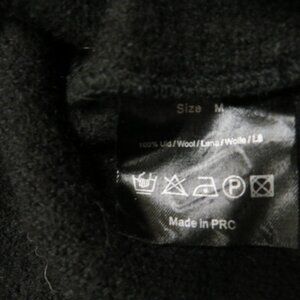 Size M
100% Uld / Wool / Lana / Wolle / Lã
P
Made in PRC